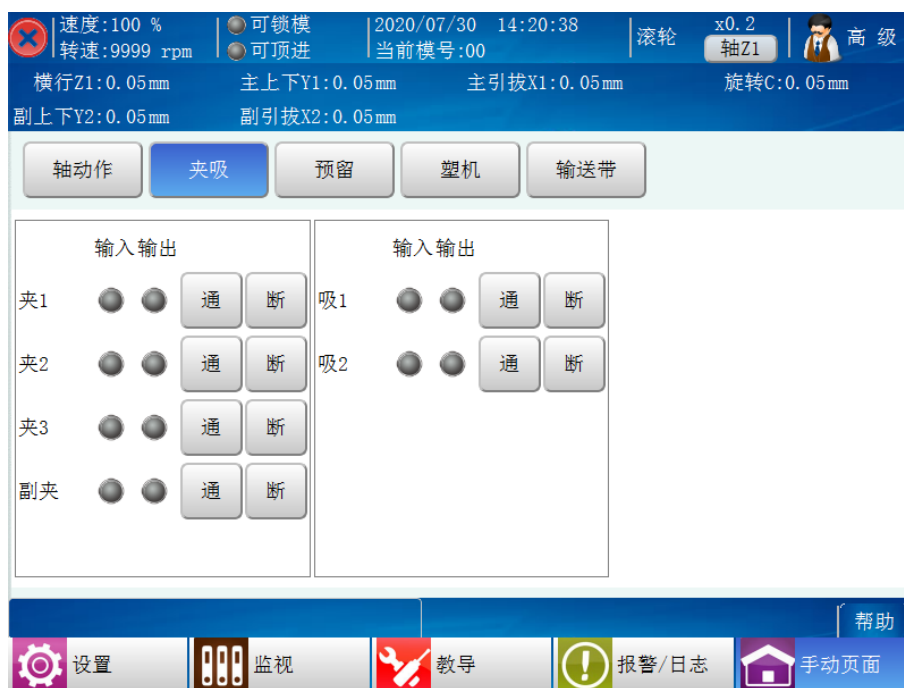 速度:100 % 可锁模 2020/07/30 14:20:38 滚轮 x0.2 高 级
转速:9999 rpm 可顶进 当前模号:00 轴Z1
横行Z1:0.05mm 主上下Y1:0.05mm 主引拔X1:0.05mm 旋转C:0.05mm
副上下Y2:0.05mm 副引拔X2:0.05mm
轴动作 夹吸 预留 塑机 输送带
输入 输出 输入 输出
夹1 通 断 吸1 通 断
夹2 通 断 吸2 通 断
夹3 通 断
副夹 通 断
帮助
设置 监视 教导 报警/日志 手动页面